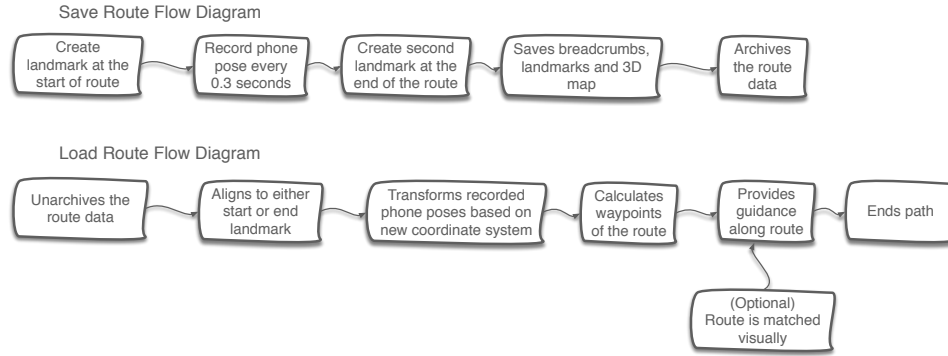 Save Route Flow Diagram
Create
landmark at the
start of route
Record phone
pose every
0.3 seconds
Create second
landmark at the
end of the route
Saves breadcrumbs,
landmarks and 3D
map
Archives
the route
data
Load Route Flow Diagram
Unarchives the
route data
Aligns to either
start or end
landmark
Transforms recorded
phone poses based on
new coordinate system
Calculates
waypoints
of the route
Provides
guidance
along route
Ends path
(Optional)
Route is matched
visually